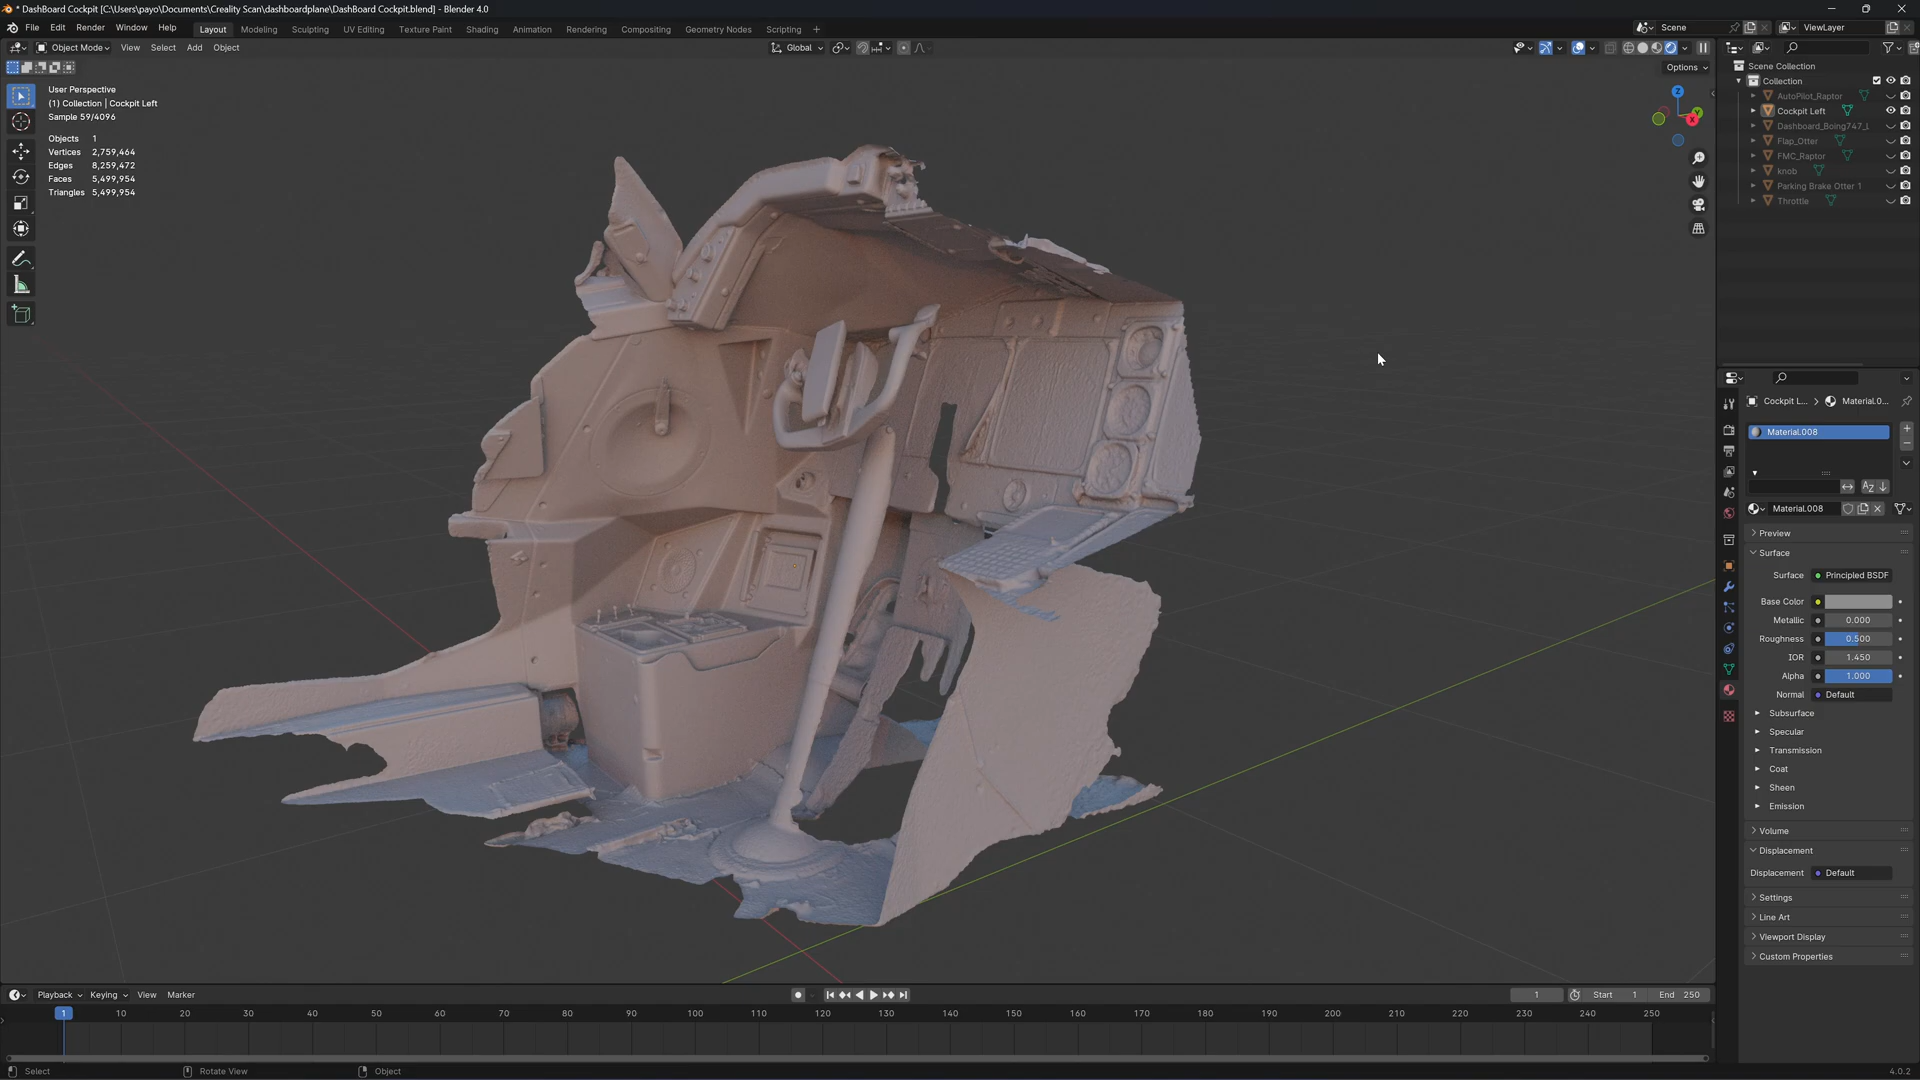 * DashBoard Cockpit [C:\Users\payo\Documents\Creality Scan\dashboardplane\DashBoard Cockpit.blend] - Blender 4.0
File Edit Render Window Help
Layout Modeling Sculpting UV Editing Texture Paint Shading Animation Rendering Compositing Geometry Nodes Scripting +
Scene ViewLayer
Object Mode View Select Add Object
Global
Options
User Perspective
(1) Collection | Cockpit Left
Sample 59/4096
Objects 1
Vertices 2,759,464
Edges 8,259,472
Faces 5,499,954
Triangles 5,499,954
Z
Y
X
Scene Collection
Collection
AutoPilot_Raptor
Cockpit Left
Dashboard_Boing747_L
Flap_Otter
FMC_Raptor
knob
Parking Brake Otter 1
Throttle
Cockpit L... > Material.0...
Material.008
Material.008
Preview
Surface
Surface Principled BSDF
Base Color
Metallic 0.000
Roughness 0.500
IOR 1.450
Alpha 1.000
Normal Default
Subsurface
Specular
Transmission
Coat
Sheen
Emission
Volume
Displacement
Displacement Default
Settings
Line Art
Viewport Display
Custom Properties
Playback Keying View Marker
1 Start 1 End 250
1 10 20 30 40 50 60 70 80 90 100 110 120 130 140 150 160 170 180 190 200 210 220 230 240 250
Select Rotate View Object 4.0.2